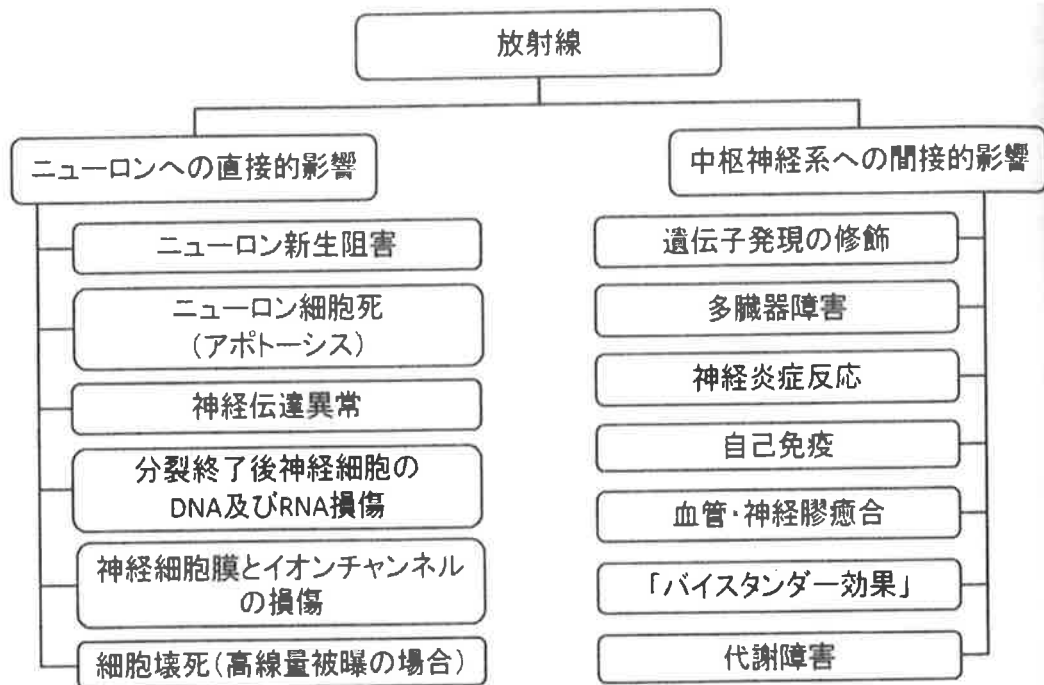 放射線
ニューロンへの直接的影響
ニューロン新生阻害
ニューロン細胞死
(アポトーシス)
神経伝達異常
分裂終了後神経細胞の
DNA及びRNA損傷
神経細胞膜とイオンチャンネル
の損傷
細胞壊死(高線量被曝の場合)
中枢神経系への間接的影響
遺伝子発現の修飾
多臓器障害
神経炎症反応
自己免疫
血管・神経膠癒合
「バイスタンダー効果」
代謝障害